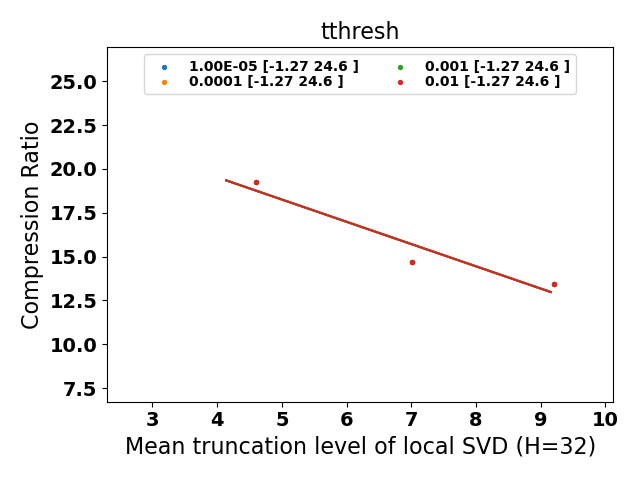 tthresh
1.00E-05 [-1.27 24.6 ]
0.0001 [-1.27 24.6 ]
0.001 [-1.27 24.6 ]
0.01 [-1.27 24.6 ]
Compression Ratio
25.0
22.5
20.0
17.5
15.0
12.5
10.0
7.5
3 4 5 6 7 8 9 10
Mean truncation level of local SVD (H=32)